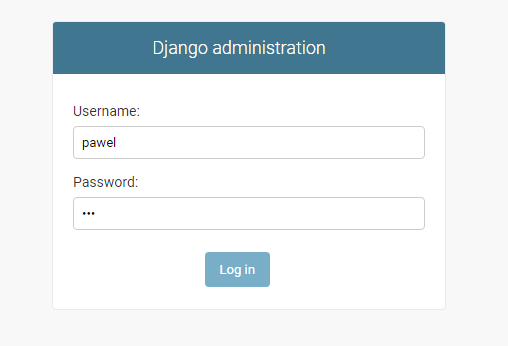 Django administration
Username:
pawel
Password:
•••
Log in